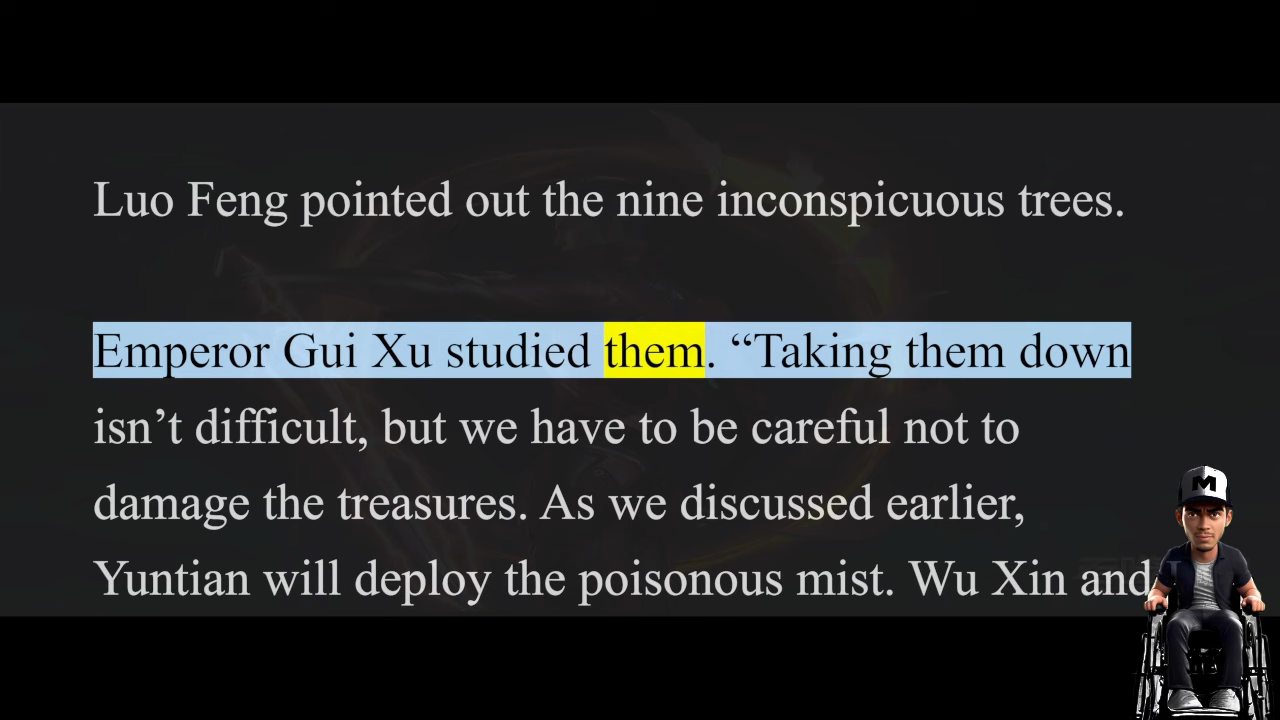 Luo Feng pointed out the nine inconspicuous trees.
Emperor Gui Xu studied them. “Taking them down
isn’t difficult, but we have to be careful not to
damage the treasures. As we discussed earlier,
Yuntian will deploy the poisonous mist. Wu Xin and
M